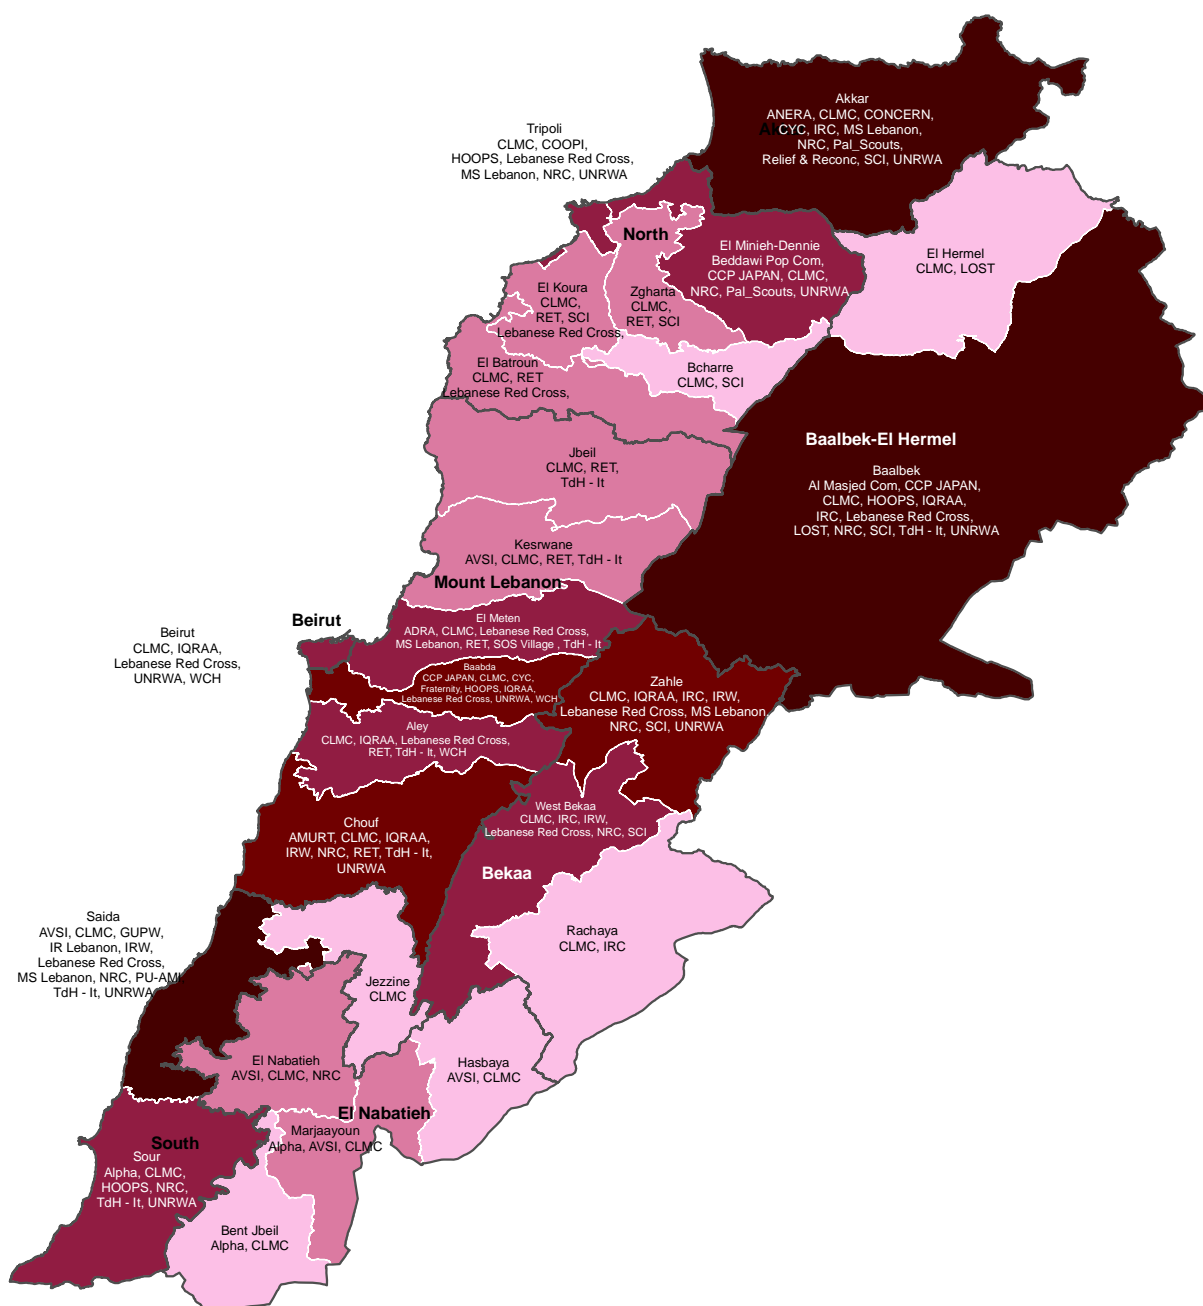 Akkar
ANERA, CLMC, CONCERN,
CYC, IRC, MS Lebanon,
NRC, Pal_Scouts,
Relief & Reconc, SCI, UNRWA
Tripoli
CLMC, COOPI,
HOOPS, Lebanese Red Cross,
MS Lebanon, NRC, UNRWA
North
El Minieh-Dennie
Beddawi Pop Com,
CCP JAPAN, CLMC,
NRC, Pal_Scouts, UNRWA
El Hermel
CLMC, LOST
El Koura
CLMC,
RET, SCI
Lebanese Red Cross,
Zgharta
CLMC,
RET, SCI
El Batroun
CLMC, RET
Lebanese Red Cross,
Bcharre
CLMC, SCI
Baalbek-El Hermel
Baalbek
Al Masjed Com, CCP JAPAN,
CLMC, HOOPS, IQRAA,
IRC, Lebanese Red Cross,
LOST, NRC, SCI, TdH - It, UNRWA
Jbeil
CLMC, RET,
TdH - It
Kesrwane
AVSI, CLMC, RET, TdH - It
Mount Lebanon
Beirut
Beirut
CLMC, IQRAA,
Lebanese Red Cross,
UNRWA, WCH
El Meten
ADRA, CLMC, Lebanese Red Cross,
MS Lebanon, RET, SOS Village , TdH - It
Baabda
CCP JAPAN, CLMC, CYC,
Fraternity, HOOPS, IQRAA,
Lebanese Red Cross, UNRWA, WCH
Zahle
CLMC, IQRAA, IRC, IRW,
Lebanese Red Cross, MS Lebanon,
NRC, SCI, UNRWA
Aley
CLMC, IQRAA, Lebanese Red Cross,
RET, TdH - It, WCH
West Bekaa
CLMC, IRC, IRW,
Lebanese Red Cross, NRC, SCI
Chouf
AMURT, CLMC, IQRAA,
IRW, NRC, RET, TdH - It,
UNRWA
Bekaa
Rachaya
CLMC, IRC
Saida
AVSI, CLMC, GUPW,
IR Lebanon, IRW,
Lebanese Red Cross,
MS Lebanon, NRC, PU-AMI
TdH - It, UNRWA
Jezzine
CLMC
El Nabatieh
AVSI, CLMC, NRC
Hasbaya
AVSI, CLMC
El Nabatieh
Marjaayoun
Alpha, AVSI, CLMC
South
Sour
Alpha, CLMC,
HOOPS, NRC,
TdH - It, UNRWA
Bent Jbeil
Alpha, CLMC